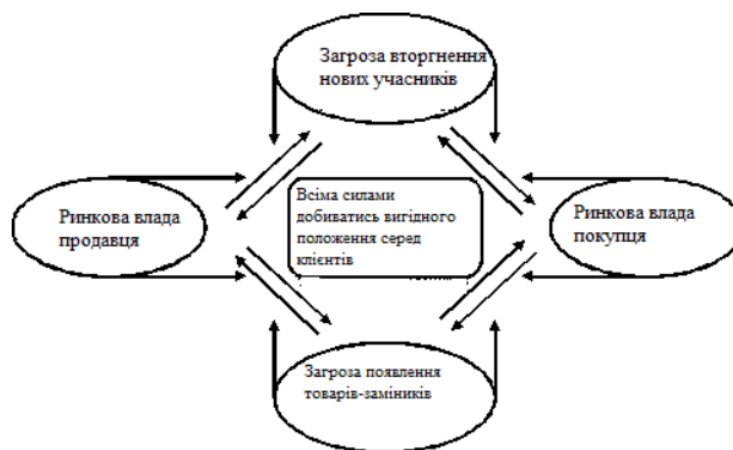 Загроза вторгнення
нових учасників
Ринкова влада
продавця
Всіма силами
добиватись вигідного
положення серед
клієнтів
Ринкова влада
покупця
Загроза появлення
товарів-заміників